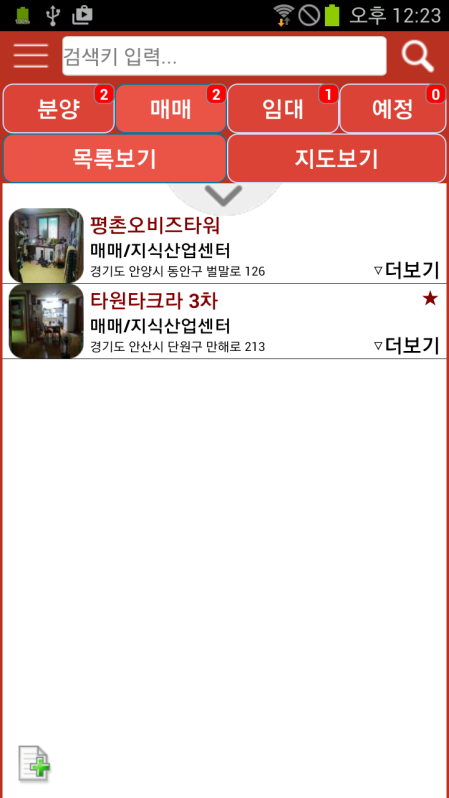 100%
오후 12:23
검색키 입력...
분양 2
매매 2
임대 1
예정 0
목록보기
지도보기
평촌오비즈타워
매매/지식산업센터
경기도 안양시 동안구 벌말로 126
▽더보기
타원타크라 3차
★
매매/지식산업센터
경기도 안산시 단원구 만해로 213
▽더보기